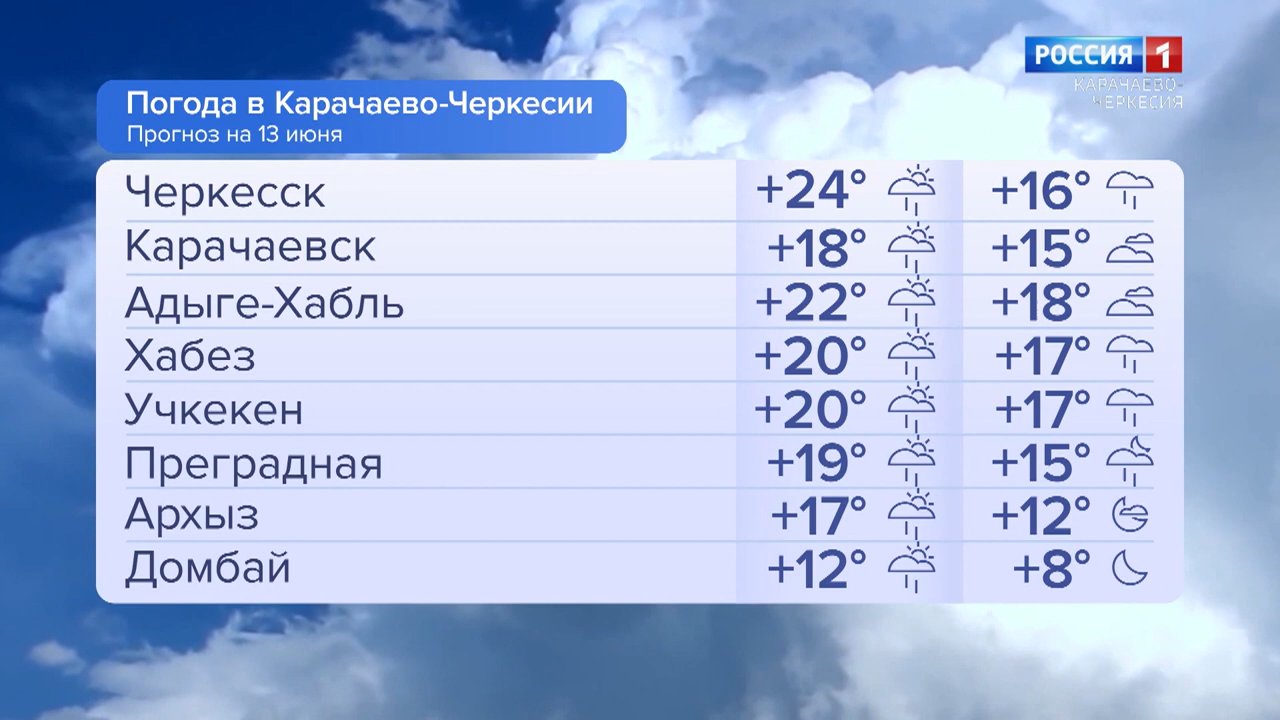 РОССИЯ 1
КАРАЧАЕВО-
ЧЕРКЕСИЯ
Погода в Карачаево-Черкесии
Прогноз на 13 июня
Черкесск +24° +16°
Карачаевск +18° +15°
Адыге-Хабль +22° +18°
Хабез +20° +17°
Учкекен +20° +17°
Преградная +19° +15°
Архыз +17° +12°
Домбай +12° +8°